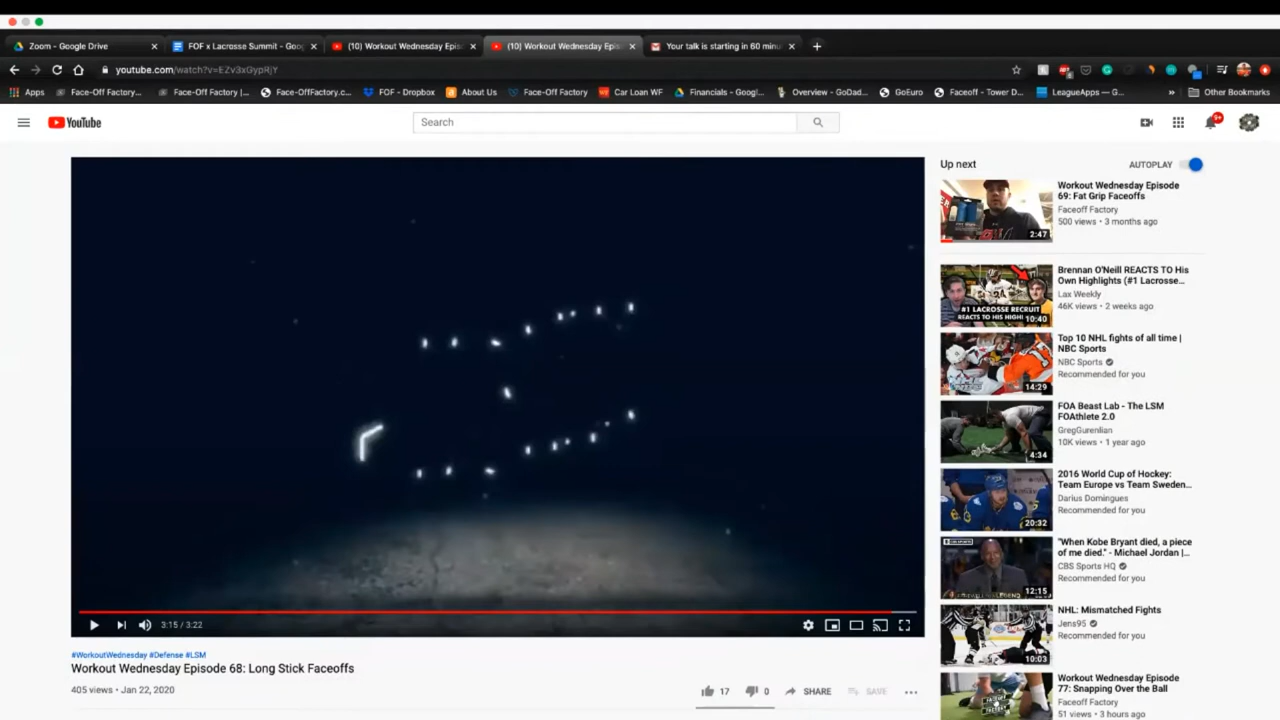 Zoom - Google Drive
FOF x Lacrosse Summit - Goog
(10) Workout Wednesday Epis
(10) Workout Wednesday Epis
Your talk is starting in 60 minu
youtube.com/watch?v=EZv3xGypRjY
Apps
Face-Off Factory...
Face-Off Factory |...
Face-OffFactory.c...
FOF - Dropbox
About Us
Face-Off Factory
Car Loan WF
Financials - Googl...
Overview - GoDad...
GoEuro
Faceoff - Tower D...
LeagueApps — G...
»
Other Bookmarks
YouTube
Search
9+
Up next
AUTOPLAY
Workout Wednesday Episode
69: Fat Grip Faceoffs
Faceoff Factory
500 views • 3 months ago
2:47
Brennan O'Neill REACTS TO His
Own Highlights (#1 Lacrosse...
Lax Weekly
46K views • 2 weeks ago
#1 LACROSSE RECRUIT
REACTS TO HIS HIGH
10:40
Top 10 NHL fights of all time |
NBC Sports
NBC Sports
Recommended for you
14:29
FOA Beast Lab - The LSM
FOAthlete 2.0
GregGurenlian
10K views • 1 year ago
4:34
2016 World Cup of Hockey:
Team Europe vs Team Sweden...
Darius Domingues
Recommended for you
20:32
"When Kobe Bryant died, a piece
of me died." - Michael Jordan |...
CBS Sports HQ
Recommended for you
12:15
NHL: Mismatched Fights
Jens95
Recommended for you
10:03
Workout Wednesday Episode
77: Snapping Over the Ball
Faceoff Factory
51 views • 3 hours ago
3:15 / 3:22
#WorkoutWednesday #Defense #LSM
Workout Wednesday Episode 68: Long Stick Faceoffs
405 views • Jan 22, 2020
17
0
SHARE
SAVE